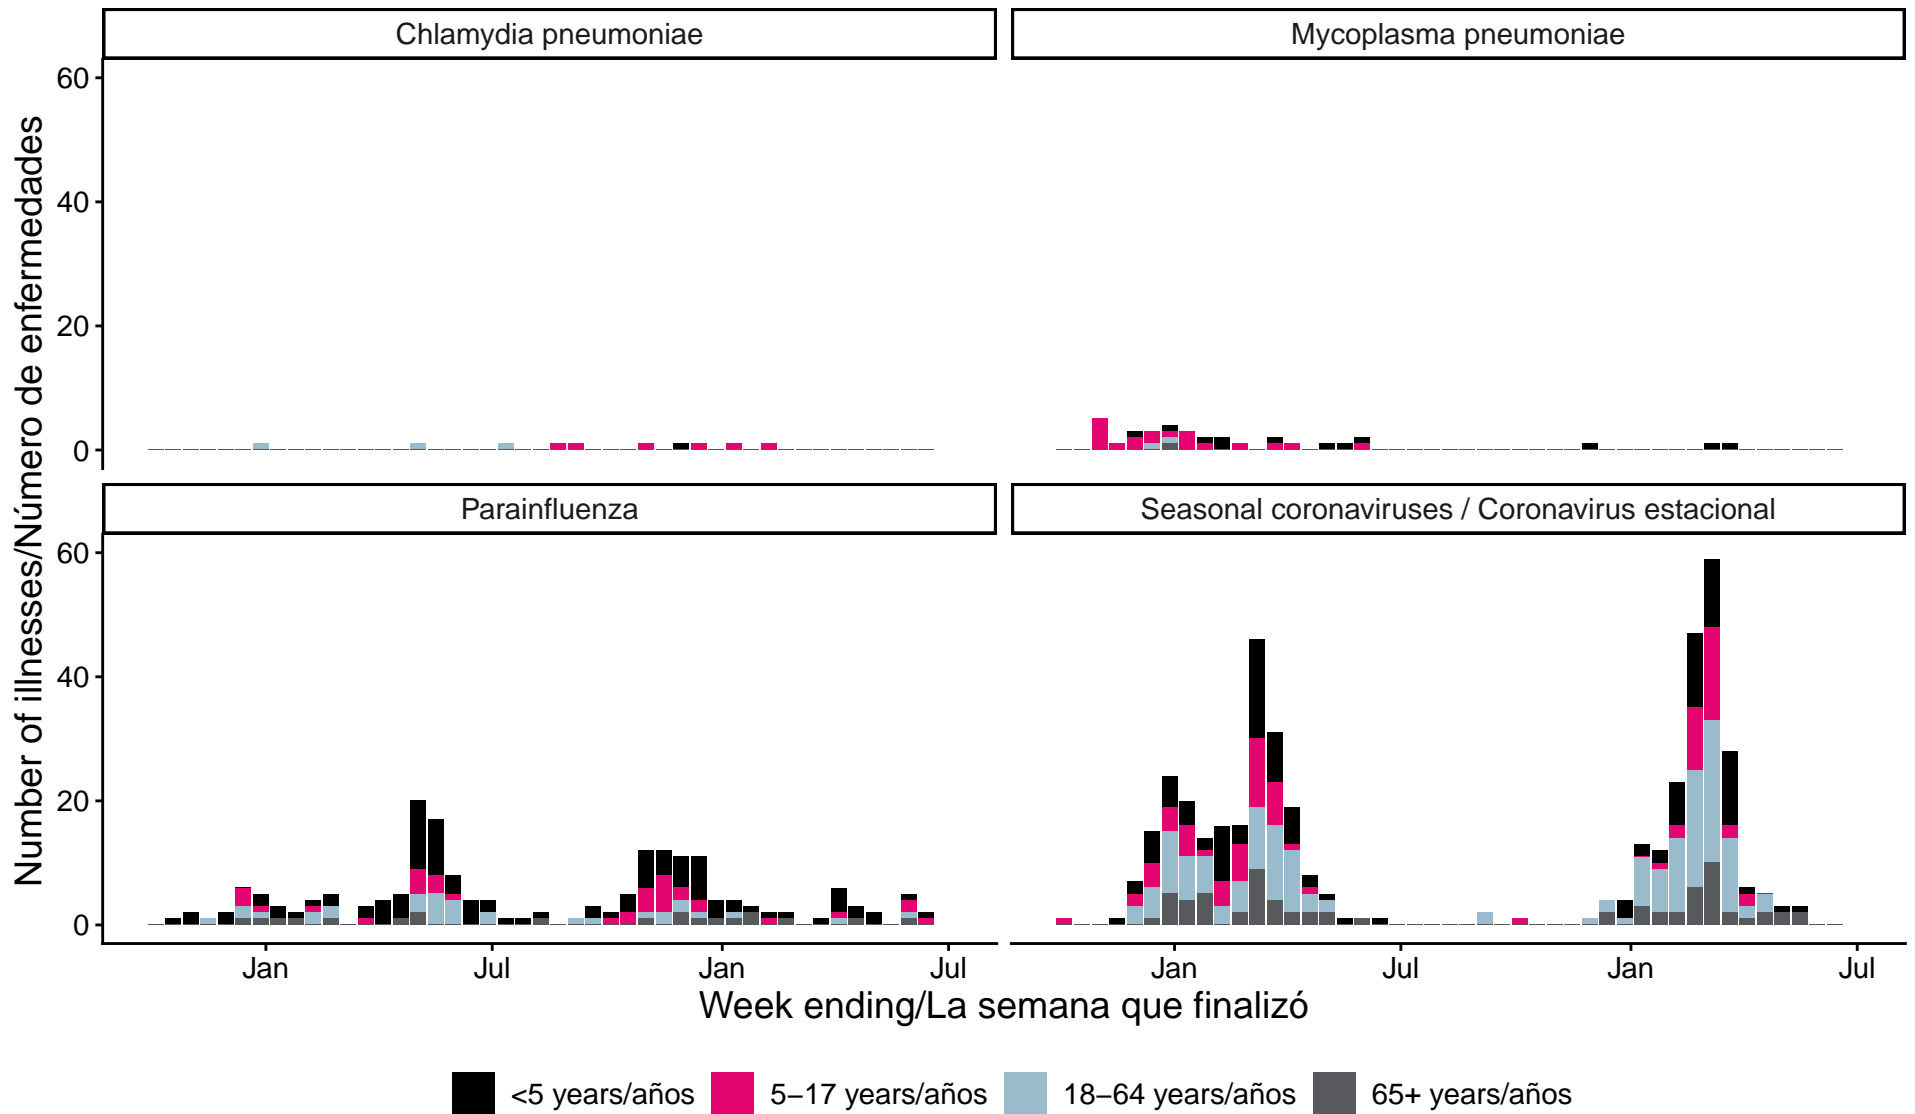 Chlamydia pneumoniae
Mycoplasma pneumoniae
60
40
20
0
Parainfluenza
Seasonal coronaviruses / Coronavirus estacional
60
40
20
0
Number of illnesses/Número de enfermedades
Jan Jul Jan Jul
Jan Jul Jan Jul
Week ending/La semana que finalizó
<5 years/años 5–17 years/años 18–64 years/años 65+ years/años